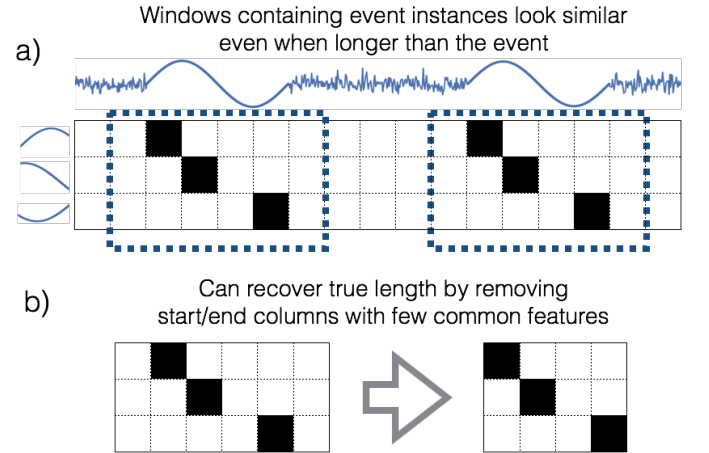 Windows containing event instances look similar
even when longer than the event
a)
b)
Can recover true length by removing
start/end columns with few common features